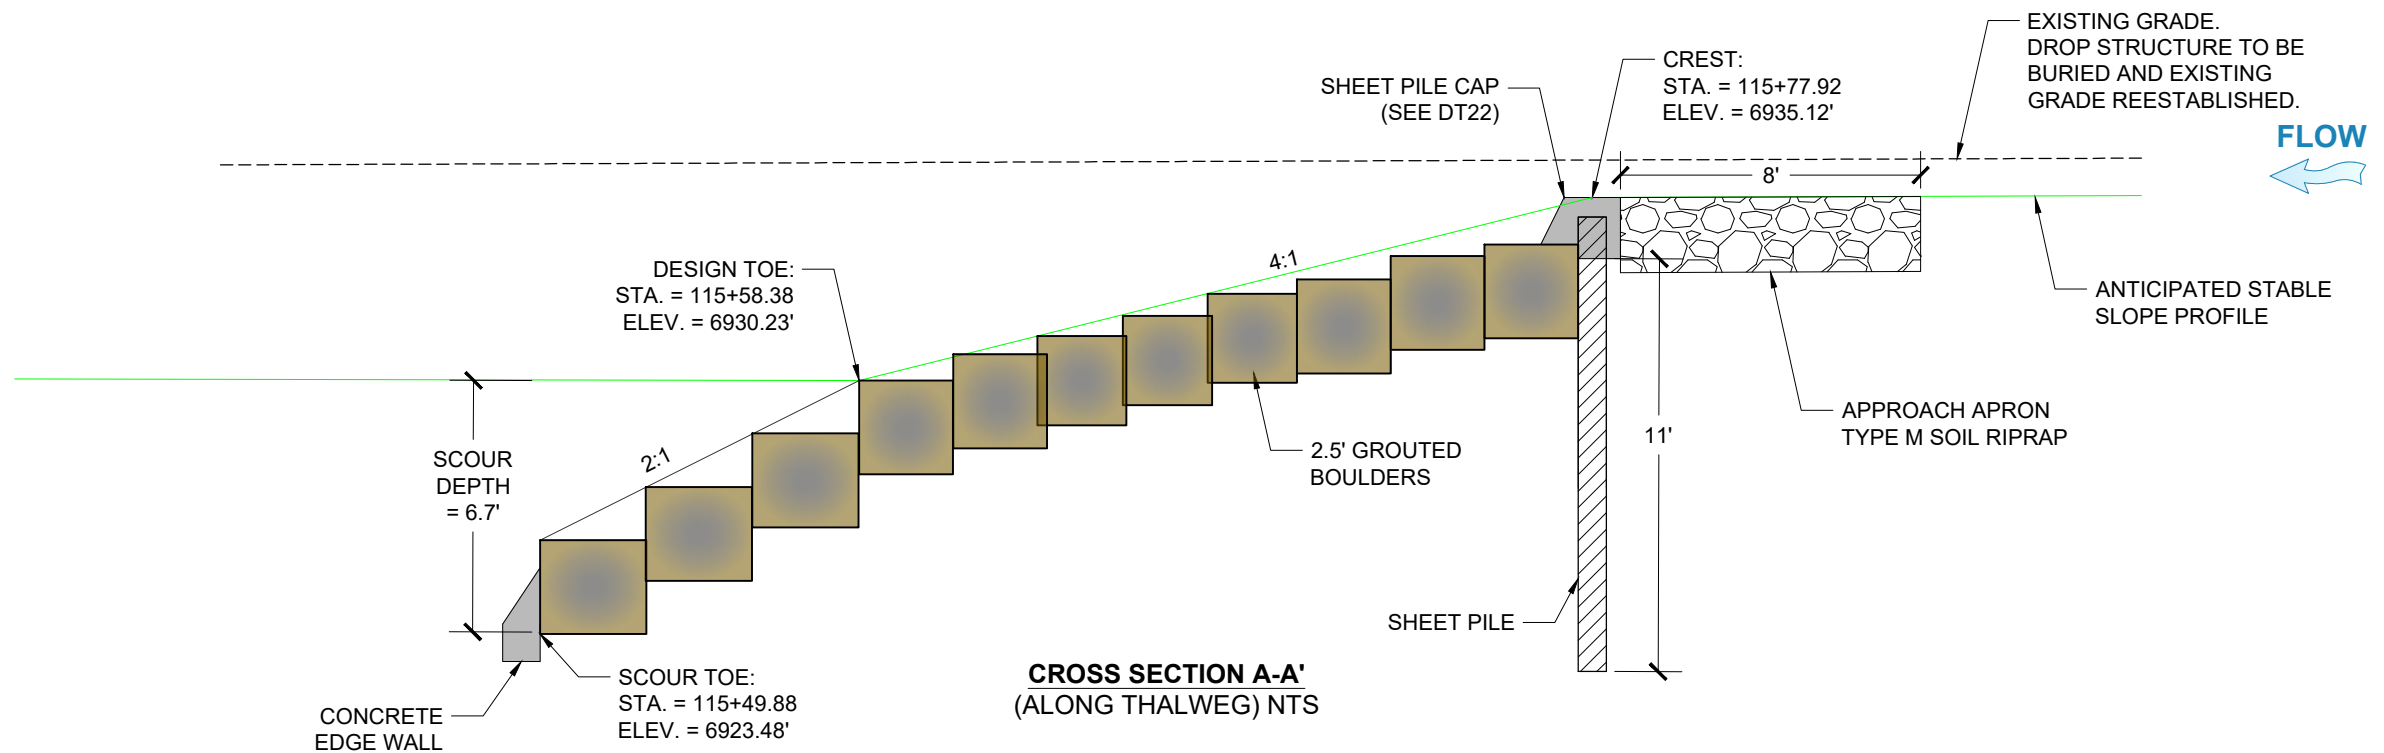 EXISTING GRADE.
DROP STRUCTURE TO BE
BURIED AND EXISTING
GRADE REESTABLISHED.
FLOW
CREST:
STA. = 115+77.92
ELEV. = 6935.12'
SHEET PILE CAP
(SEE DT22)
8'
DESIGN TOE:
STA. = 115+58.38
ELEV. = 6930.23'
4:1
ANTICIPATED STABLE
SLOPE PROFILE
APPROACH APRON
TYPE M SOIL RIPRAP
11'
2.5' GROUTED
BOULDERS
2:1
SCOUR
DEPTH
= 6.7'
SHEET PILE
SCOUR TOE:
STA. = 115+49.88
ELEV. = 6923.48'
CONCRETE
EDGE WALL
CROSS SECTION A-A'
(ALONG THALWEG) NTS